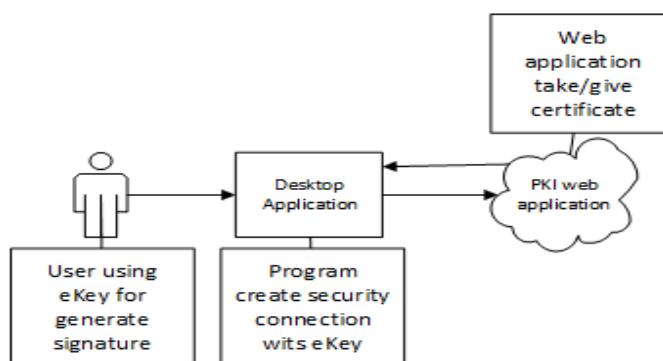 Web
application
take/give
certificate
Desktop
Application
PKI web
application
User using
eKey for
generate
signature
Program
create security
connection
wits eKey